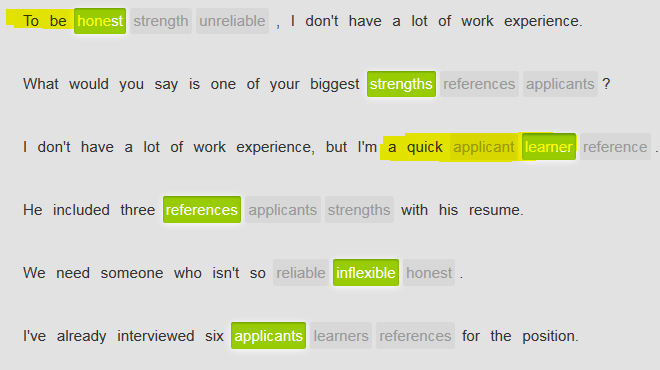 To be honest strength unreliable , I don't have a lot of work experience.
What would you say is one of your biggest strengths references applicants ?
I don't have a lot of work experience, but I'm a quick applicant learner reference .
He included three references applicants strengths with his resume.
We need someone who isn't so reliable inflexible honest .
I've already interviewed six applicants learners references for the position.